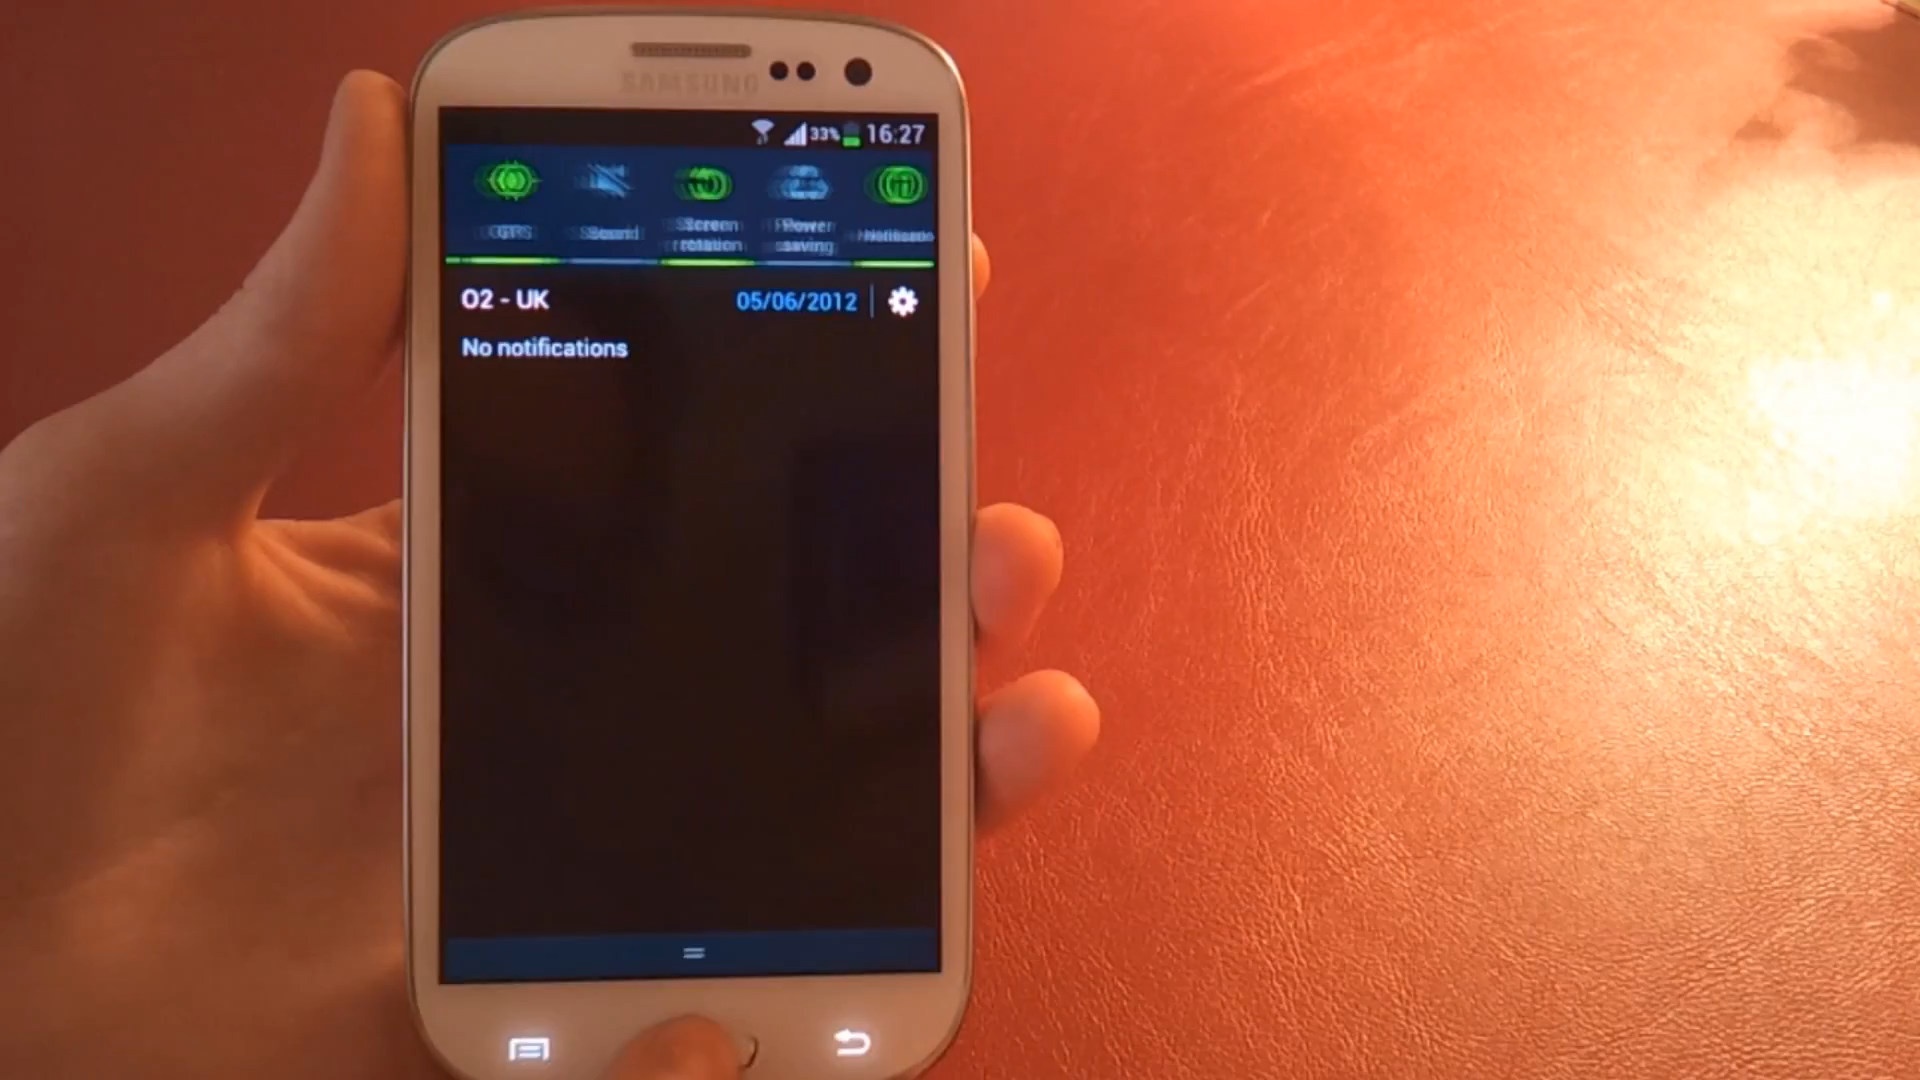 SAMSUNG
33% 16:27
GPS Sound Screen rotation Power saving
O2 - UK 05/06/2012
No notifications